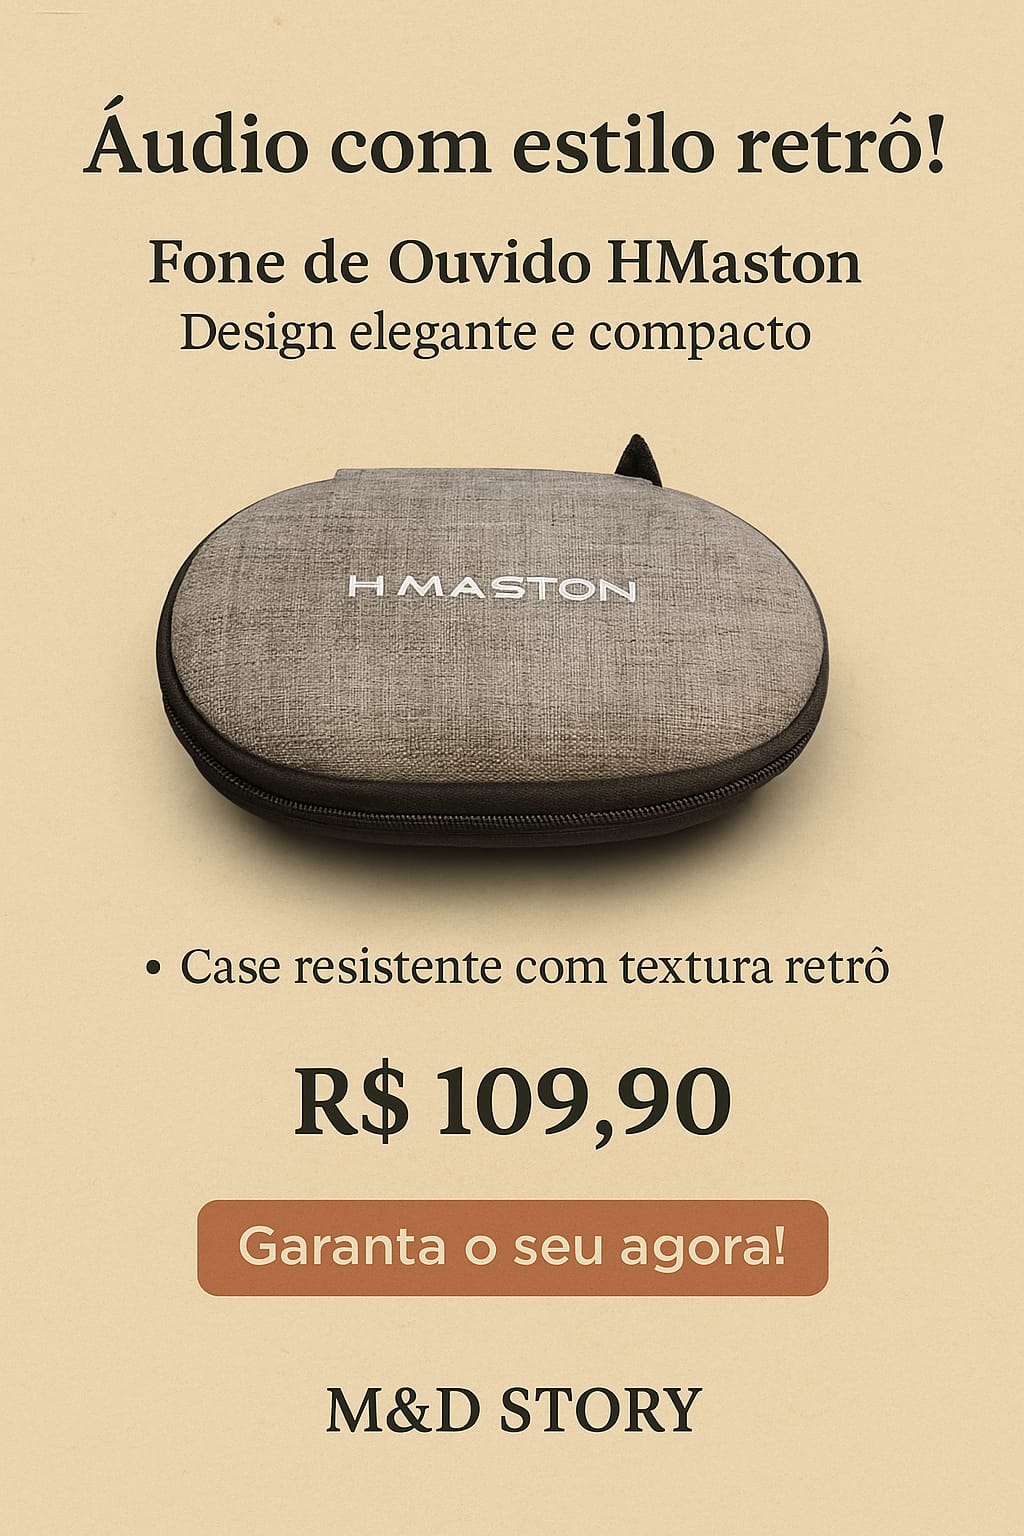 Áudio com estilo retrô!
Fone de Ouvido HMaston
Design elegante e compacto
HMASTON
• Case resistente com textura retrô
R$ 109,90
Garanta o seu agora!
M&D STORY